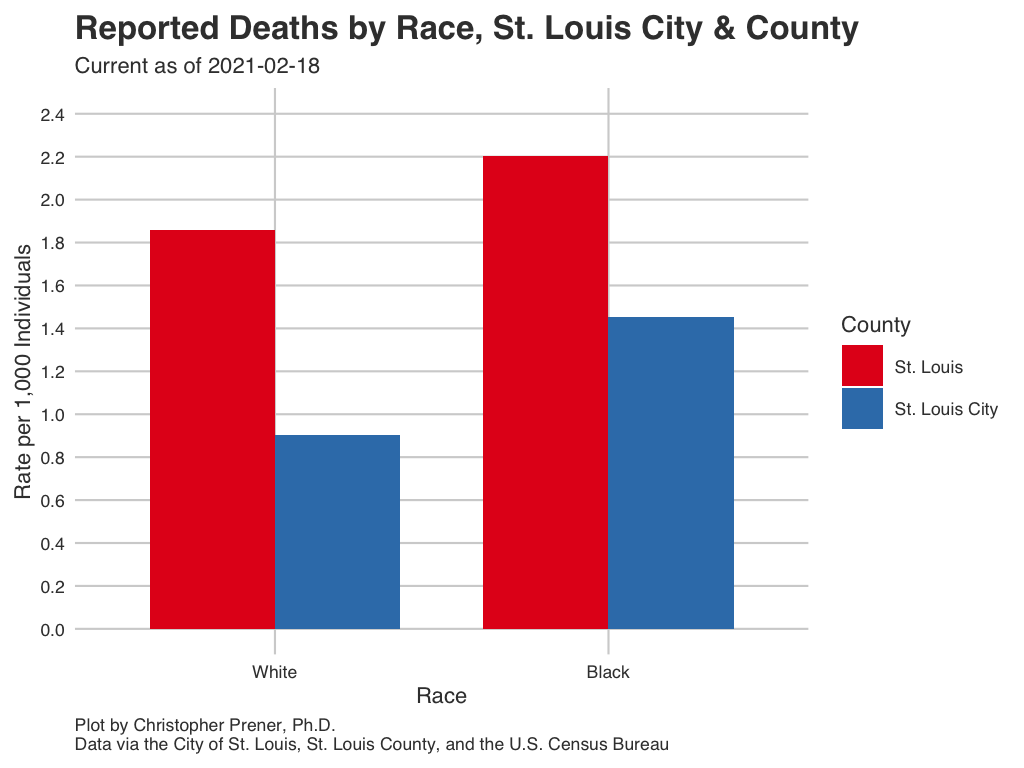 Reported Deaths by Race, St. Louis City & County
Current as of 2021-02-18
Rate per 1,000 Individuals
2.4
2.2
2.0
1.8
1.6
1.4
1.2
1.0
0.8
0.6
0.4
0.2
0.0
White
Black
Race
County
St. Louis
St. Louis City
Plot by Christopher Prener, Ph.D.
Data via the City of St. Louis, St. Louis County, and the U.S. Census Bureau